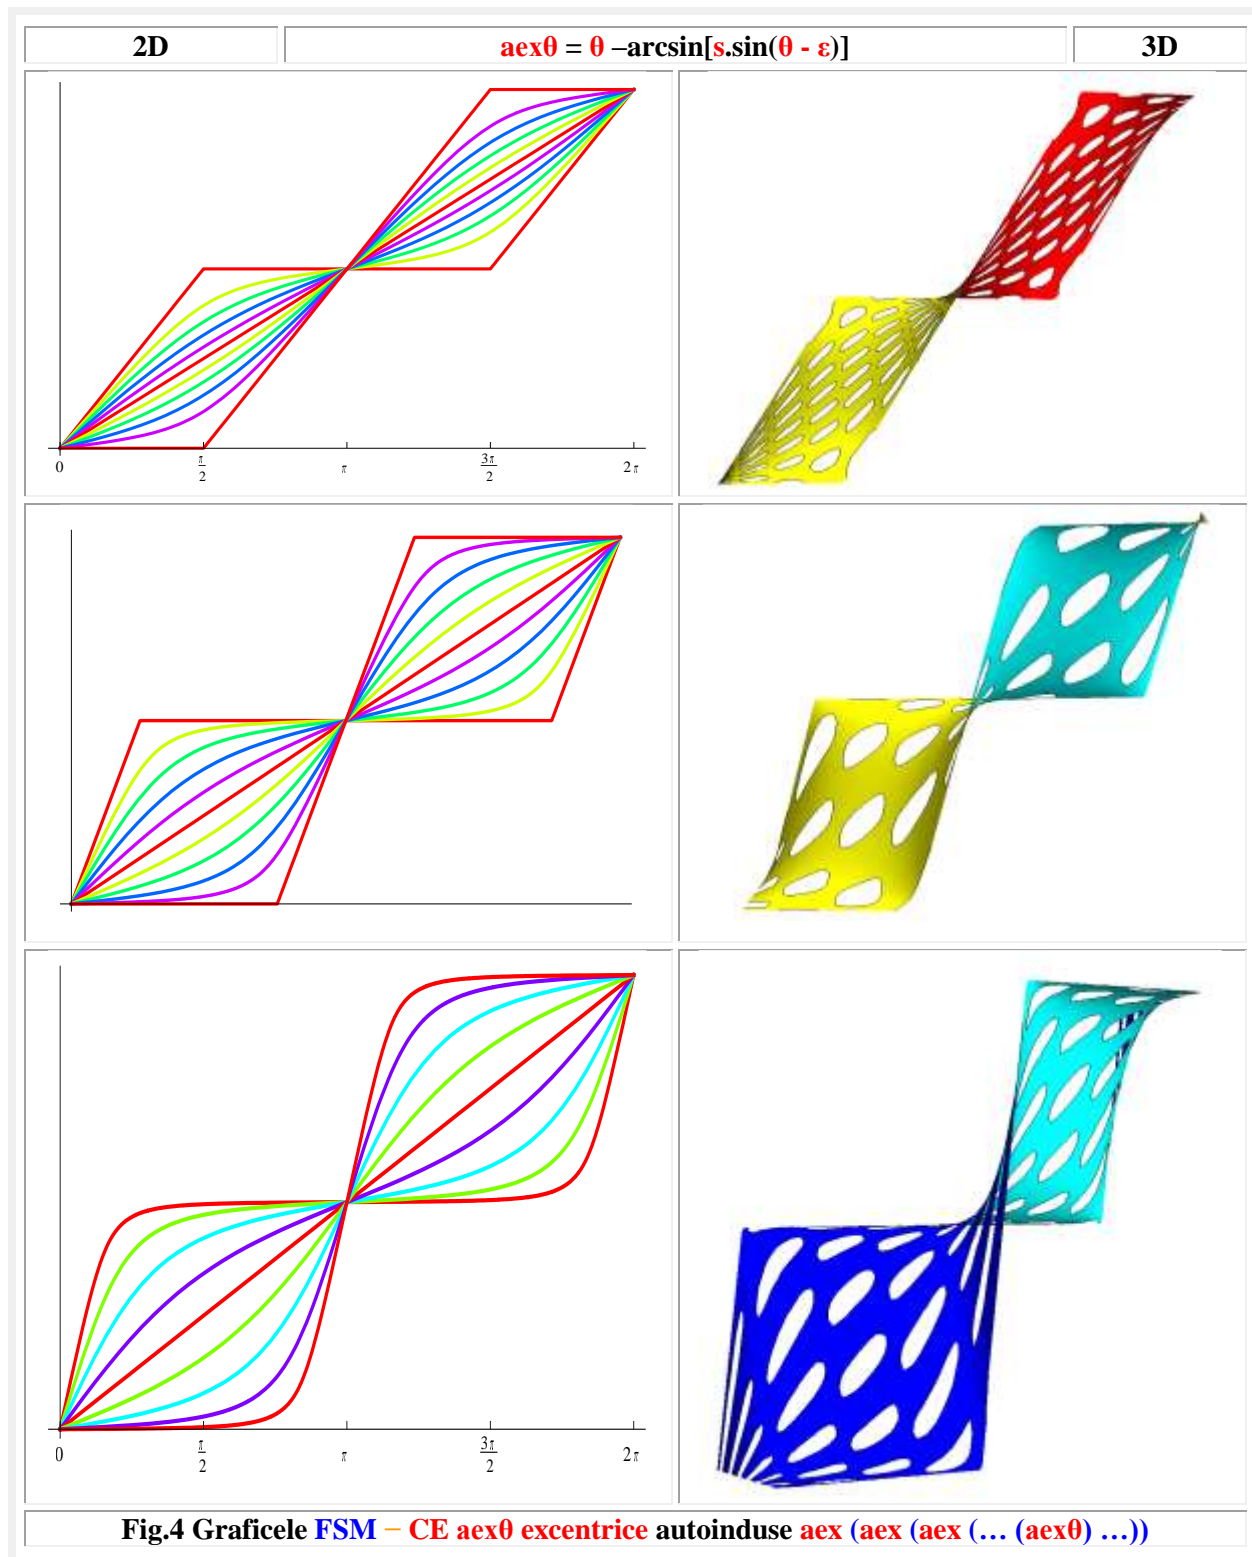 2D
aexθ = θ –arcsin[s.sin(θ - ε)]
3D
0 π/2 π 3π/2 2π
0 π/2 π 3π/2 2π
Fig.4 Graficele FSM – CE aexθ excentrice autoinduse aex (aex (aex (… (aexθ) …))